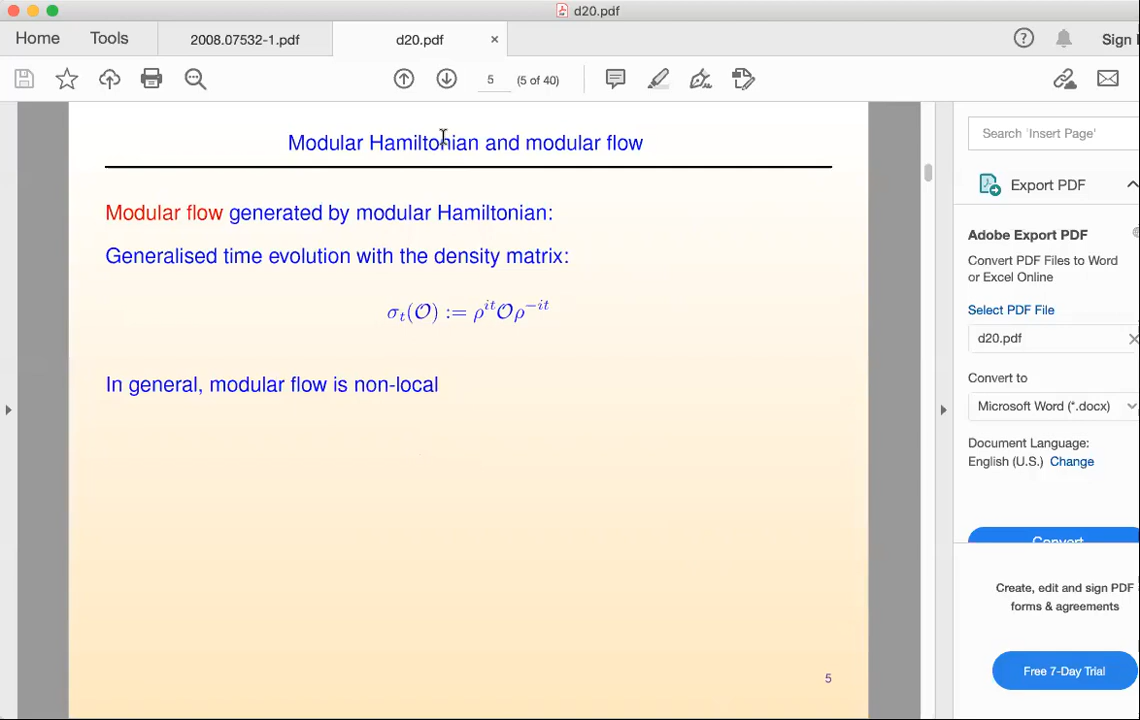 d20.pdf
Home Tools 2008.07532-1.pdf d20.pdf × Sign
5 (5 of 40)
Modular Hamiltonian and modular flow
Modular flow generated by modular Hamiltonian:
Generalised time evolution with the density matrix:
σₜ(𝒪) := ρⁱᵗ𝒪ρ⁻ⁱᵗ
In general, modular flow is non-local
5
Search 'Insert Page'
Export PDF
Adobe Export PDF
Convert PDF Files to Word
or Excel Online
Select PDF File
d20.pdf ×
Convert to
Microsoft Word (*.docx)
Document Language:
English (U.S.) Change
Convert
Create, edit and sign PDF
forms & agreements
Free 7-Day Trial